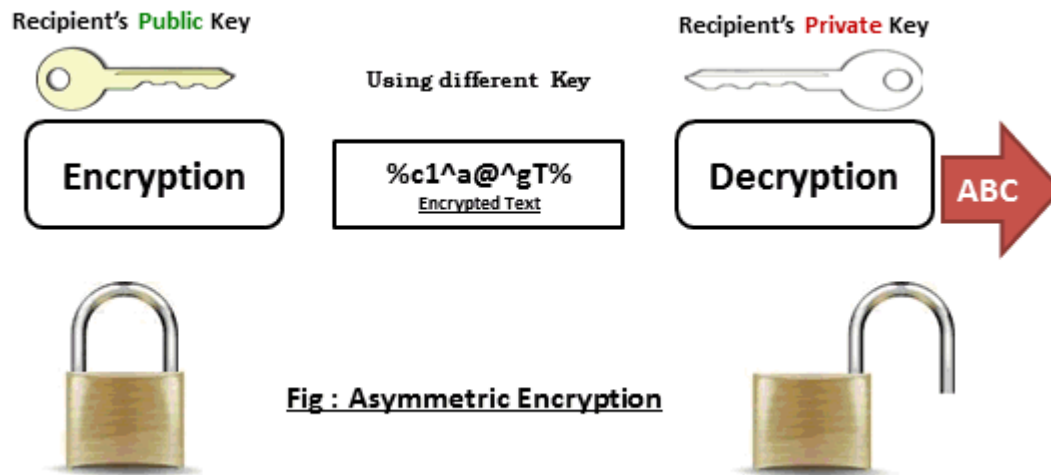 Recipient's Public Key
Recipient's Private Key
Using different Key
Encryption
%c1^a@^gT%
Encrypted Text
Decryption
ABC
Fig : Asymmetric Encryption